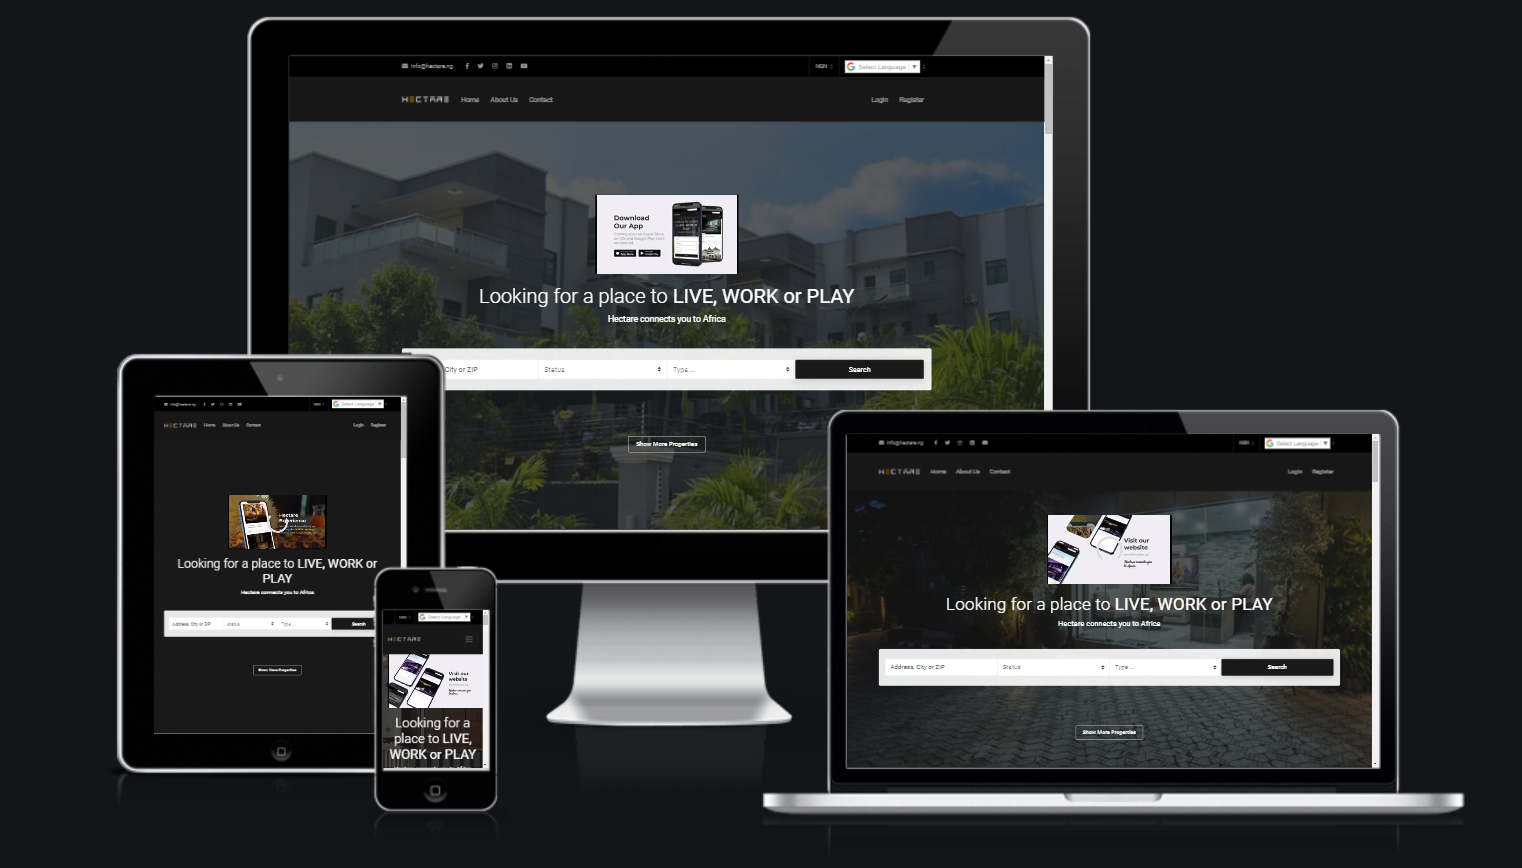 info@hectare.ng
NGN
Select Language
HECTARE Home About Us Contact
Login Register
Download
Our App
Looking for a place to LIVE, WORK or PLAY
Hectare connects you to Africa
City or ZIP Status Type ... Search
Show More Properties
info@hectare.ng
NGN
Select Language
HECTARE Home About Us Contact
Login Register
Hectare
Experience
Looking for a place to LIVE, WORK or
PLAY
Hectare connects you to Africa
Address, City or ZIP Status Type ... Search
Show More Properties
NGN
Select Language
HECTARE
Visit our
website
Looking for a
place to LIVE,
WORK or PLAY
info@hectare.ng
NGN
Select Language
HECTARE Home About Us Contact
Login Register
Visit our
website
Looking for a place to LIVE, WORK or PLAY
Hectare connects you to Africa
Address, City or ZIP Status Type ... Search
Show More Properties